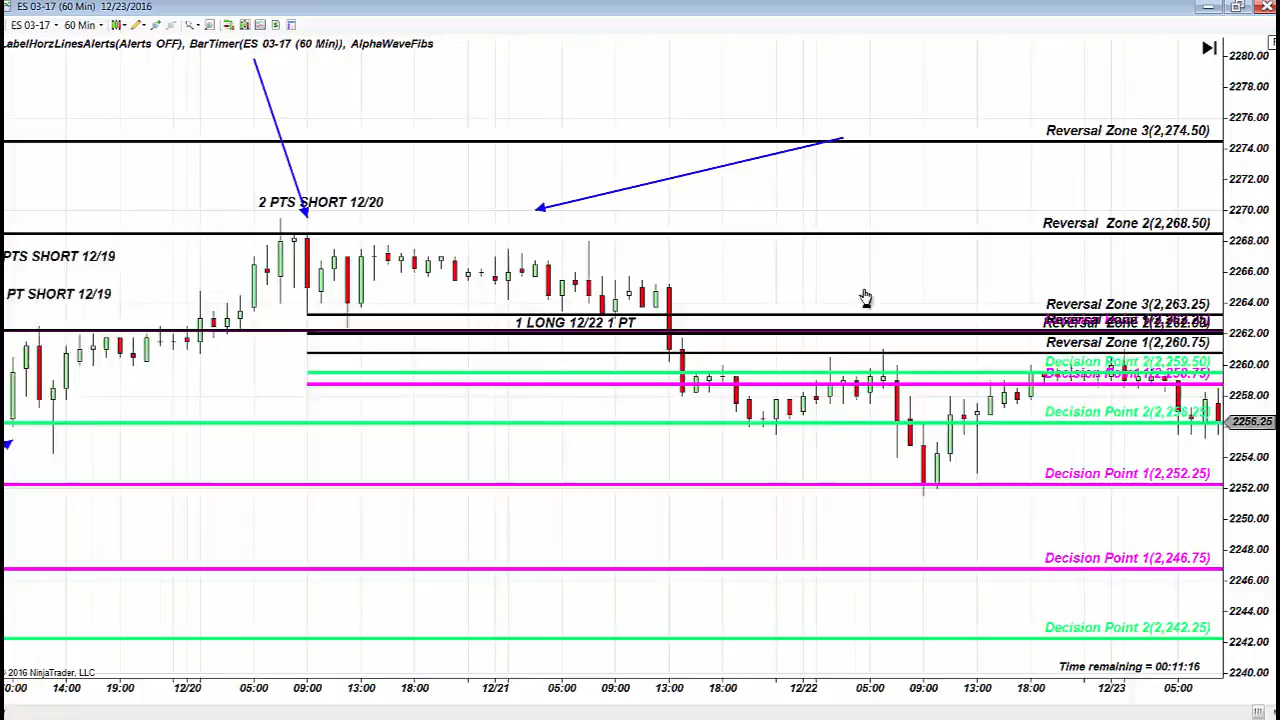 ES 03-17 (60 Min) 12/23/2016
ES 03-17 60 Min
LabelHorzLinesAlerts(Alerts OFF), BarTimer(ES 03-17 (60 Min)), AlphaWaveFibs
2280.00
2278.00
2276.00
Reversal Zone 3(2,274.50)
2274.00
2272.00
2 PTS SHORT 12/20
2270.00
Reversal Zone 2(2,268.50)
2268.00
PTS SHORT 12/19
2266.00
PT SHORT 12/19
2264.00
Reversal Zone 3(2,263.25)
1 LONG 12/22 1 PT
2262.00
Reversal Zone 1(2,260.75)
2260.00
Decision Point 2(2,259.50)
2258.00
Decision Point 2(2,256.25)
2256.25
2254.00
Decision Point 1(2,252.25)
2252.00
2250.00
2248.00
Decision Point 1(2,246.75)
2246.00
2244.00
Decision Point 2(2,242.25)
2242.00
Time remaining = 00:11:16
© 2016 NinjaTrader, LLC
2240.00
14:00 19:00 12/20 05:00 09:00 13:00 18:00 12/21 05:00 09:00 13:00 18:00 12/22 05:00 09:00 13:00 18:00 12/23 05:00